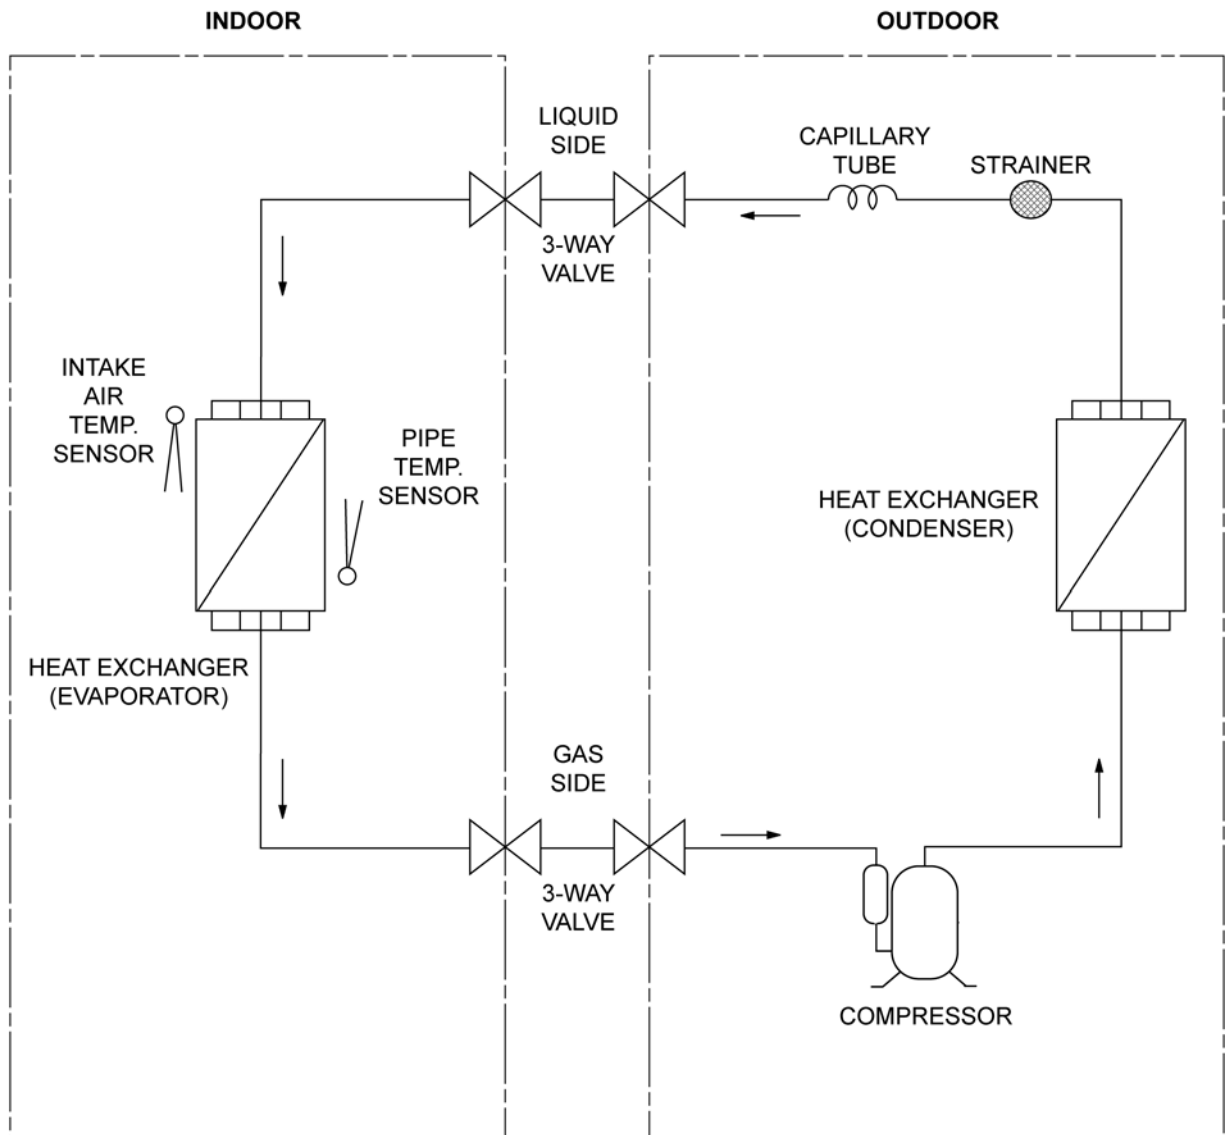 INDOOR
OUTDOOR
LIQUID
SIDE
3-WAY
VALVE
CAPILLARY
TUBE
STRAINER
INTAKE
AIR
TEMP.
SENSOR
PIPE
TEMP.
SENSOR
HEAT EXCHANGER
(CONDENSER)
HEAT EXCHANGER
(EVAPORATOR)
GAS
SIDE
3-WAY
VALVE
COMPRESSOR